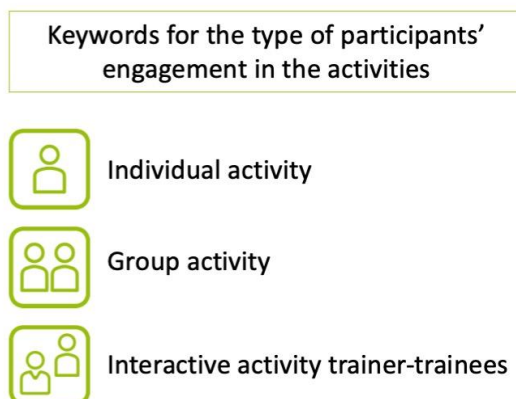 Keywords for the type of participants’
engagement in the activities
Individual activity
Group activity
Interactive activity trainer-trainees